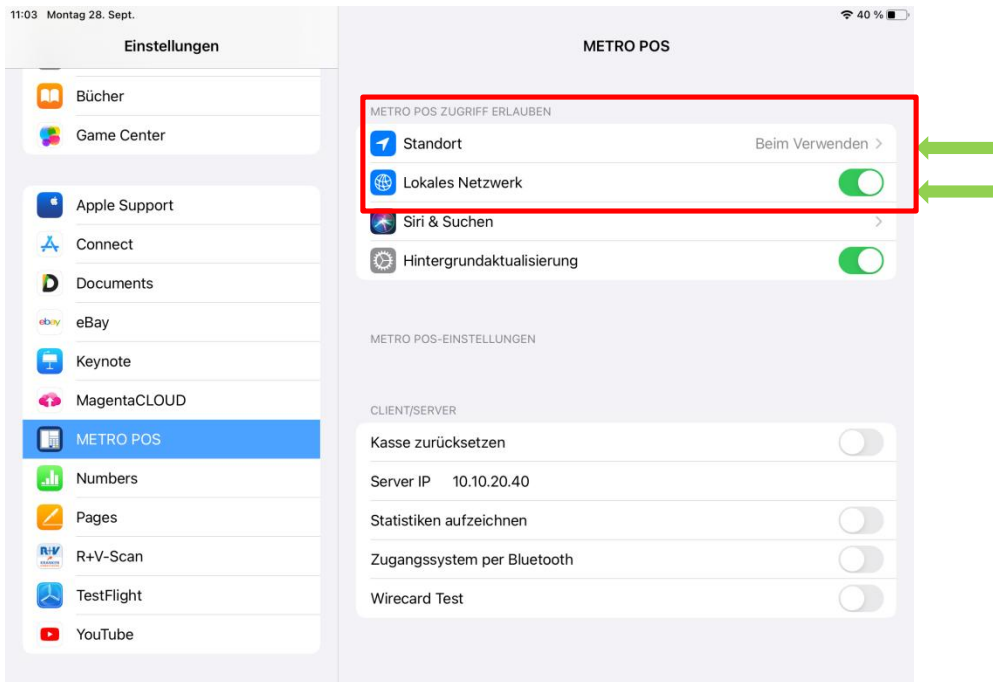 11:03 Montag 28. Sept.
40 %
Einstellungen
METRO POS
Bücher
Game Center
Apple Support
Connect
Documents
ebay
eBay
Keynote
MagentaCLOUD
METRO POS
Numbers
Pages
R+V
R+V-Scan
TestFlight
YouTube
METRO POS ZUGRIFF ERLAUBEN
Standort Beim Verwenden >
Lokales Netzwerk
Siri & Suchen >
Hintergrundaktualisierung
METRO POS-EINSTELLUNGEN
CLIENT/SERVER
Kasse zurücksetzen
Server IP 10.10.20.40
Statistiken aufzeichnen
Zugangssystem per Bluetooth
Wirecard Test